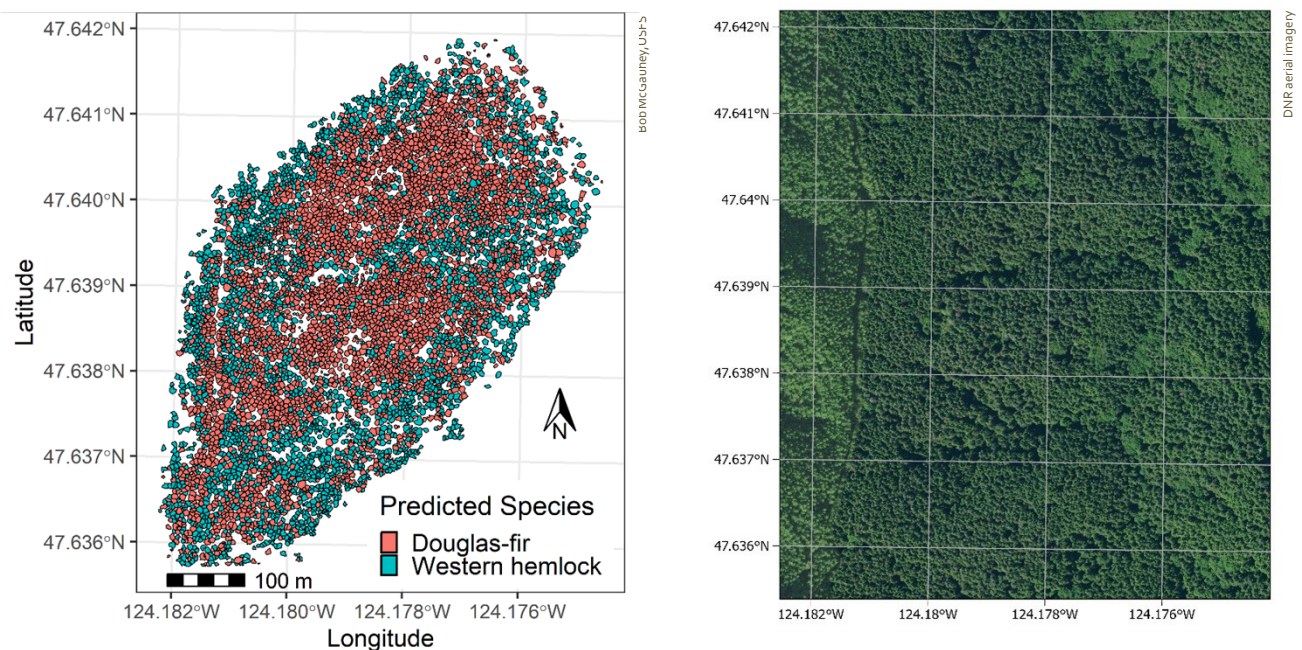 47.642°N
47.641°N
47.640°N
47.639°N
47.638°N
47.637°N
47.636°N
Latitude
124.182°W 124.180°W 124.178°W 124.176°W
Longitude
N
Predicted Species
Douglas-fir
Western hemlock
100 m
Bob McGaughey, USFS
47.642°N
47.641°N
47.64°N
47.639°N
47.638°N
47.637°N
47.636°N
124.182°W 124.18°W 124.178°W 124.176°W
DNR aerial imagery